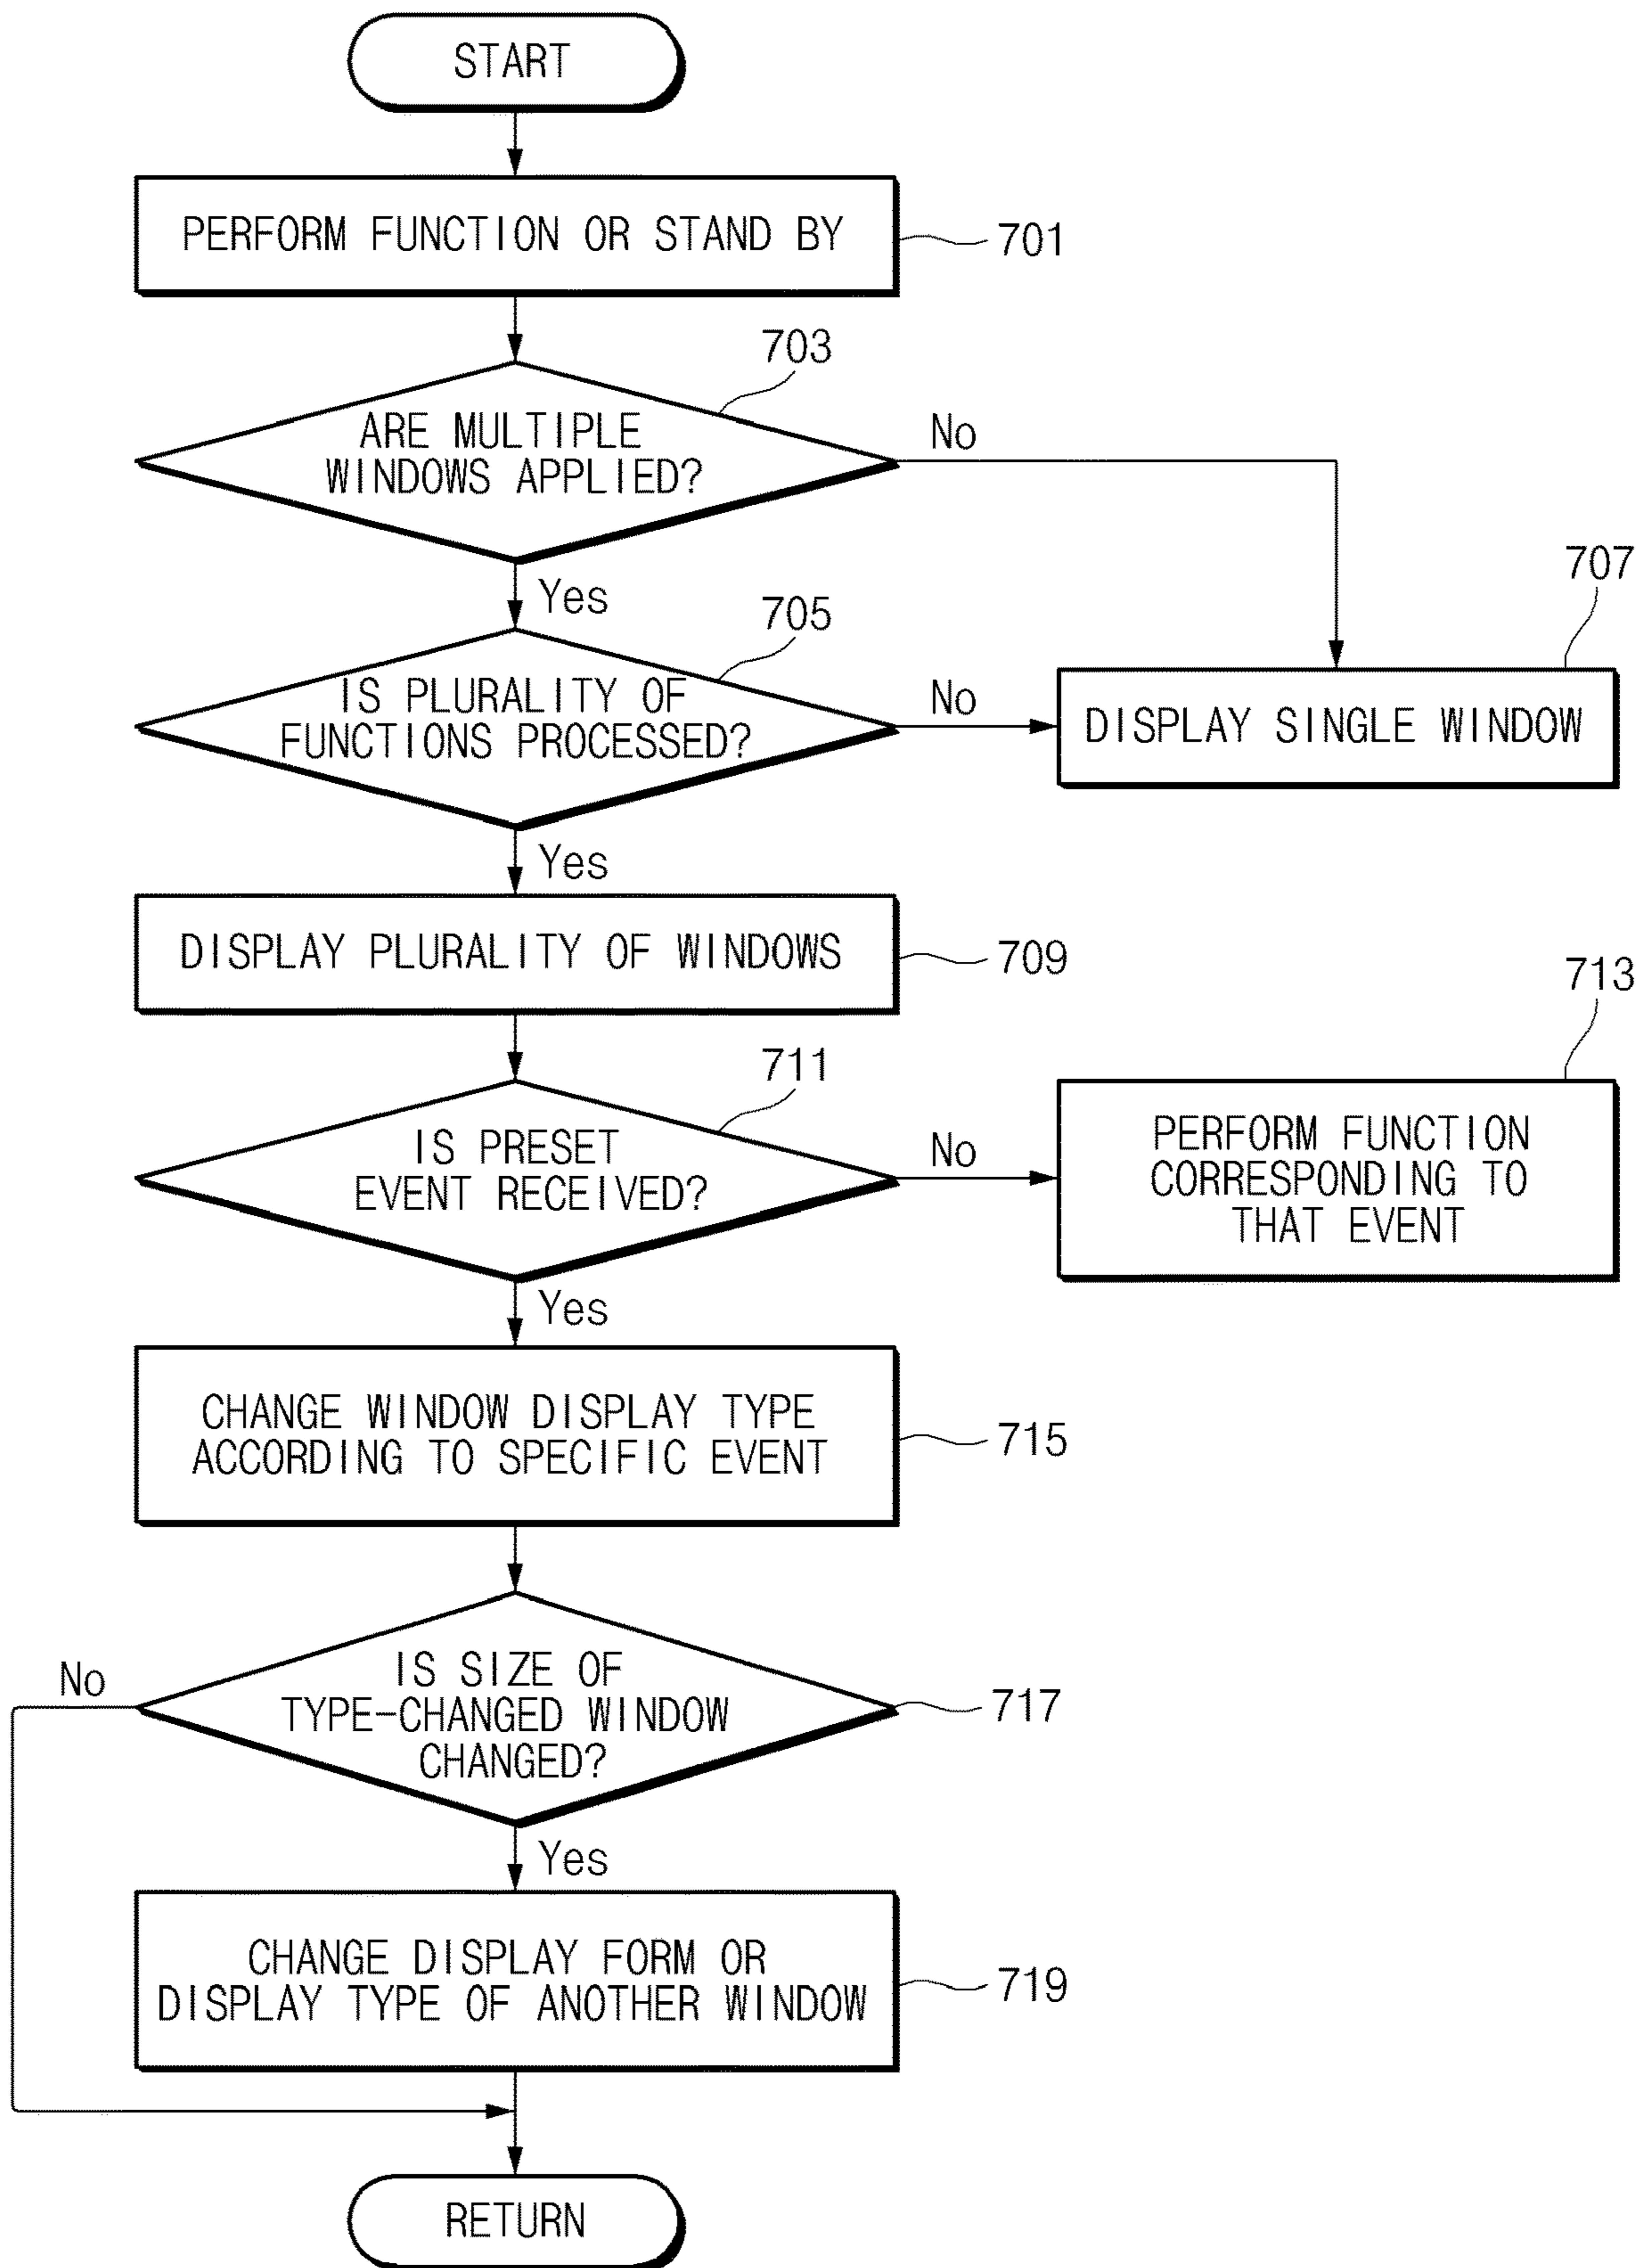 START
PERFORM FUNCTION OR STAND BY
701
703
ARE MULTIPLE
WINDOWS APPLIED?
No
Yes
705
707
IS PLURALITY OF
FUNCTIONS PROCESSED?
No
DISPLAY SINGLE WINDOW
Yes
DISPLAY PLURALITY OF WINDOWS
709
711
713
IS PRESET
EVENT RECEIVED?
No
PERFORM FUNCTION
CORRESPONDING TO
THAT EVENT
Yes
CHANGE WINDOW DISPLAY TYPE
ACCORDING TO SPECIFIC EVENT
715
No
IS SIZE OF
TYPE-CHANGED WINDOW
CHANGED?
717
Yes
CHANGE DISPLAY FORM OR
DISPLAY TYPE OF ANOTHER WINDOW
719
RETURN